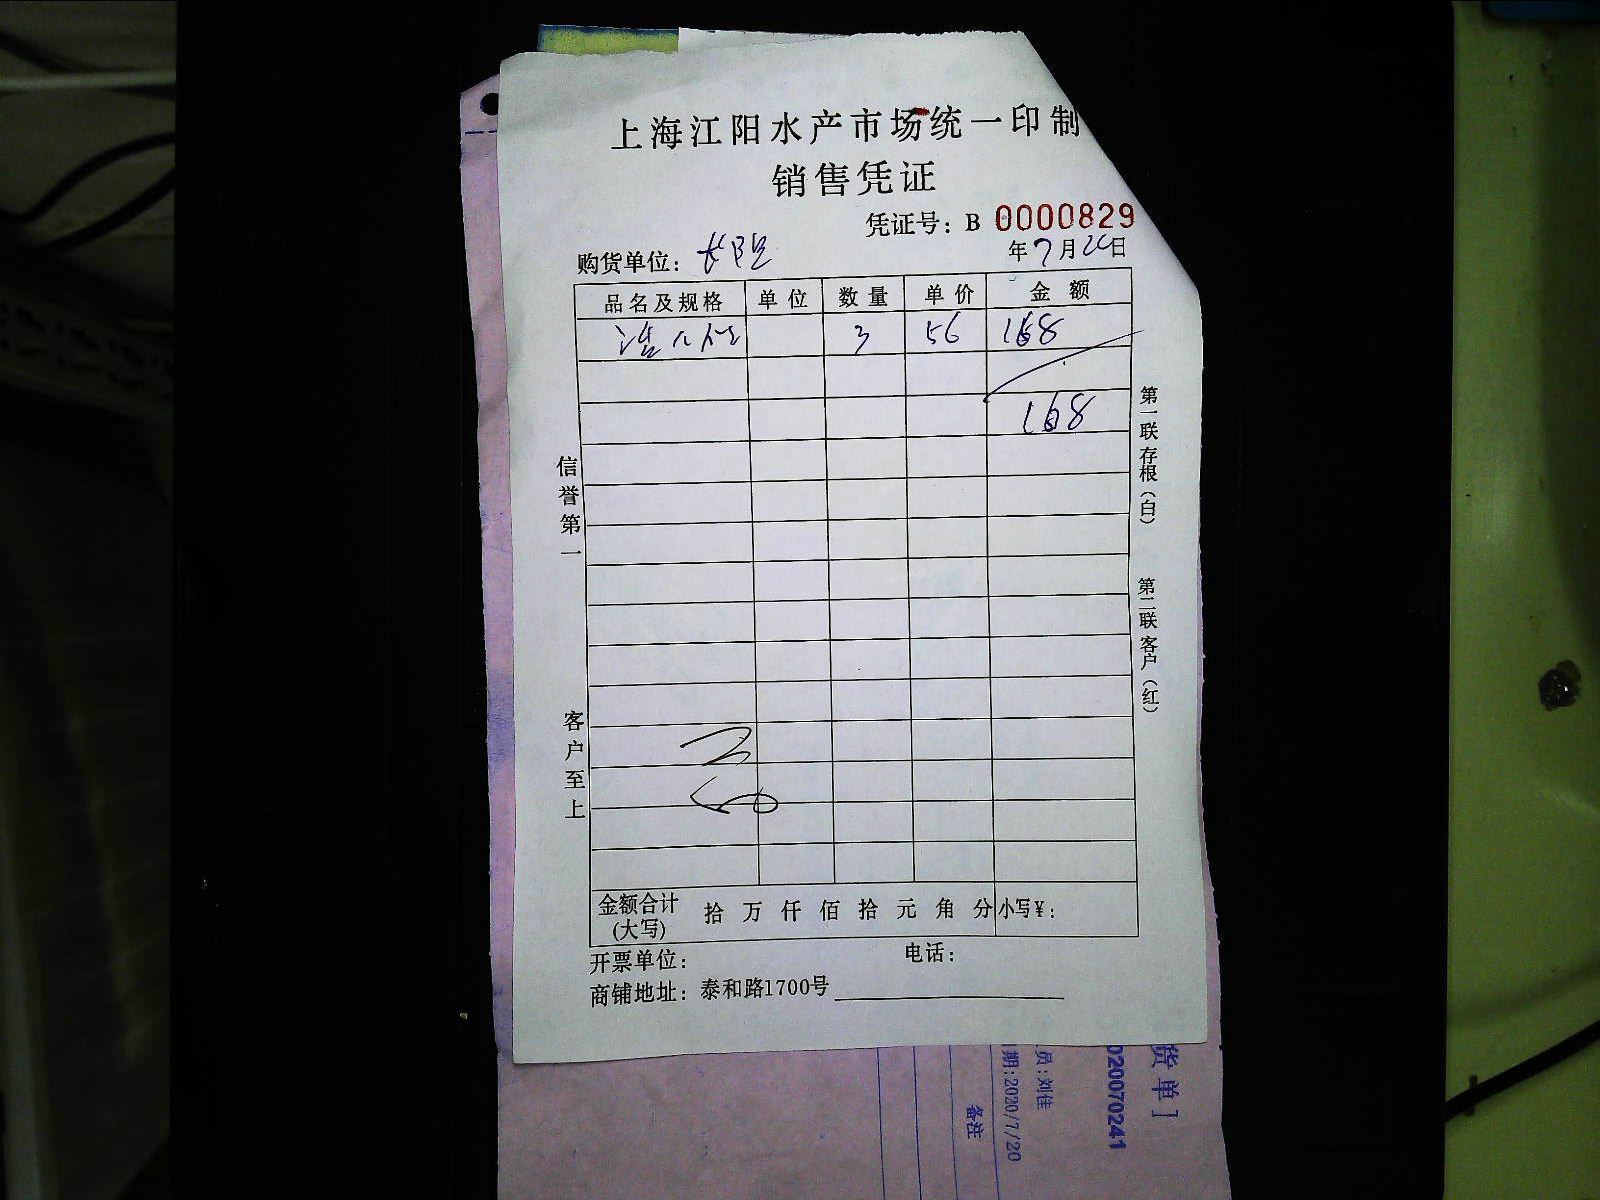 上海江阳水产市场统一印制
销售凭证
凭证号：B 0000829
购货单位： 年7月 日
品名及规格 单位 数量 单价 金额
3 56 168
168
信誉第一
客户至上
第一联存根（白）
第二联客户（红）
金额合计(大写) 拾 万 仟 佰 拾 元 角 分 小写¥：
开票单位： 电话：
商铺地址：泰和路1700号
货单]
020070241
员:刘佳
期:2020/7/20
备注